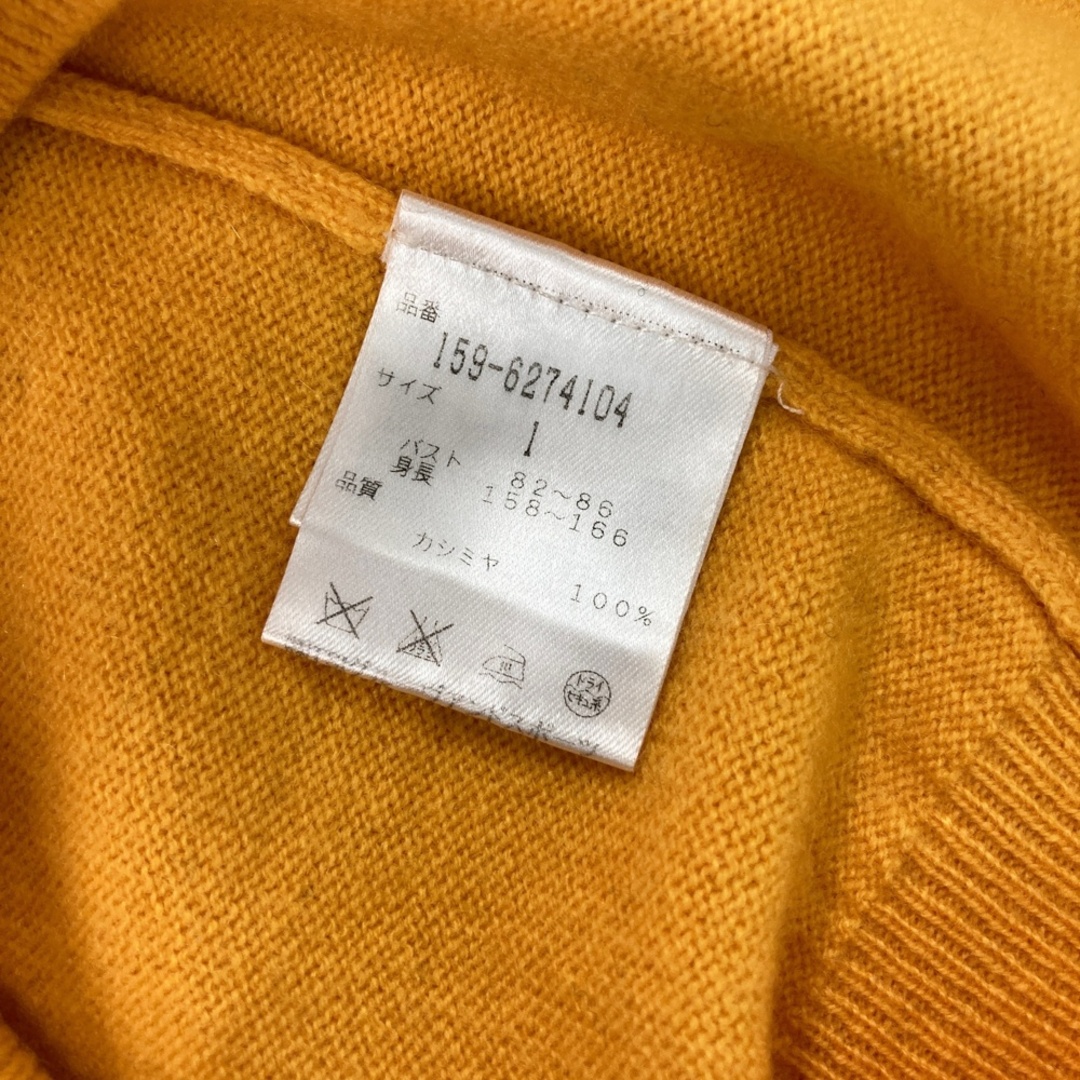 品番
159-6274104
サイズ
1
バスト 82〜86
身長 158〜166
品質
カシミヤ 100%
ドライ
セキユ系